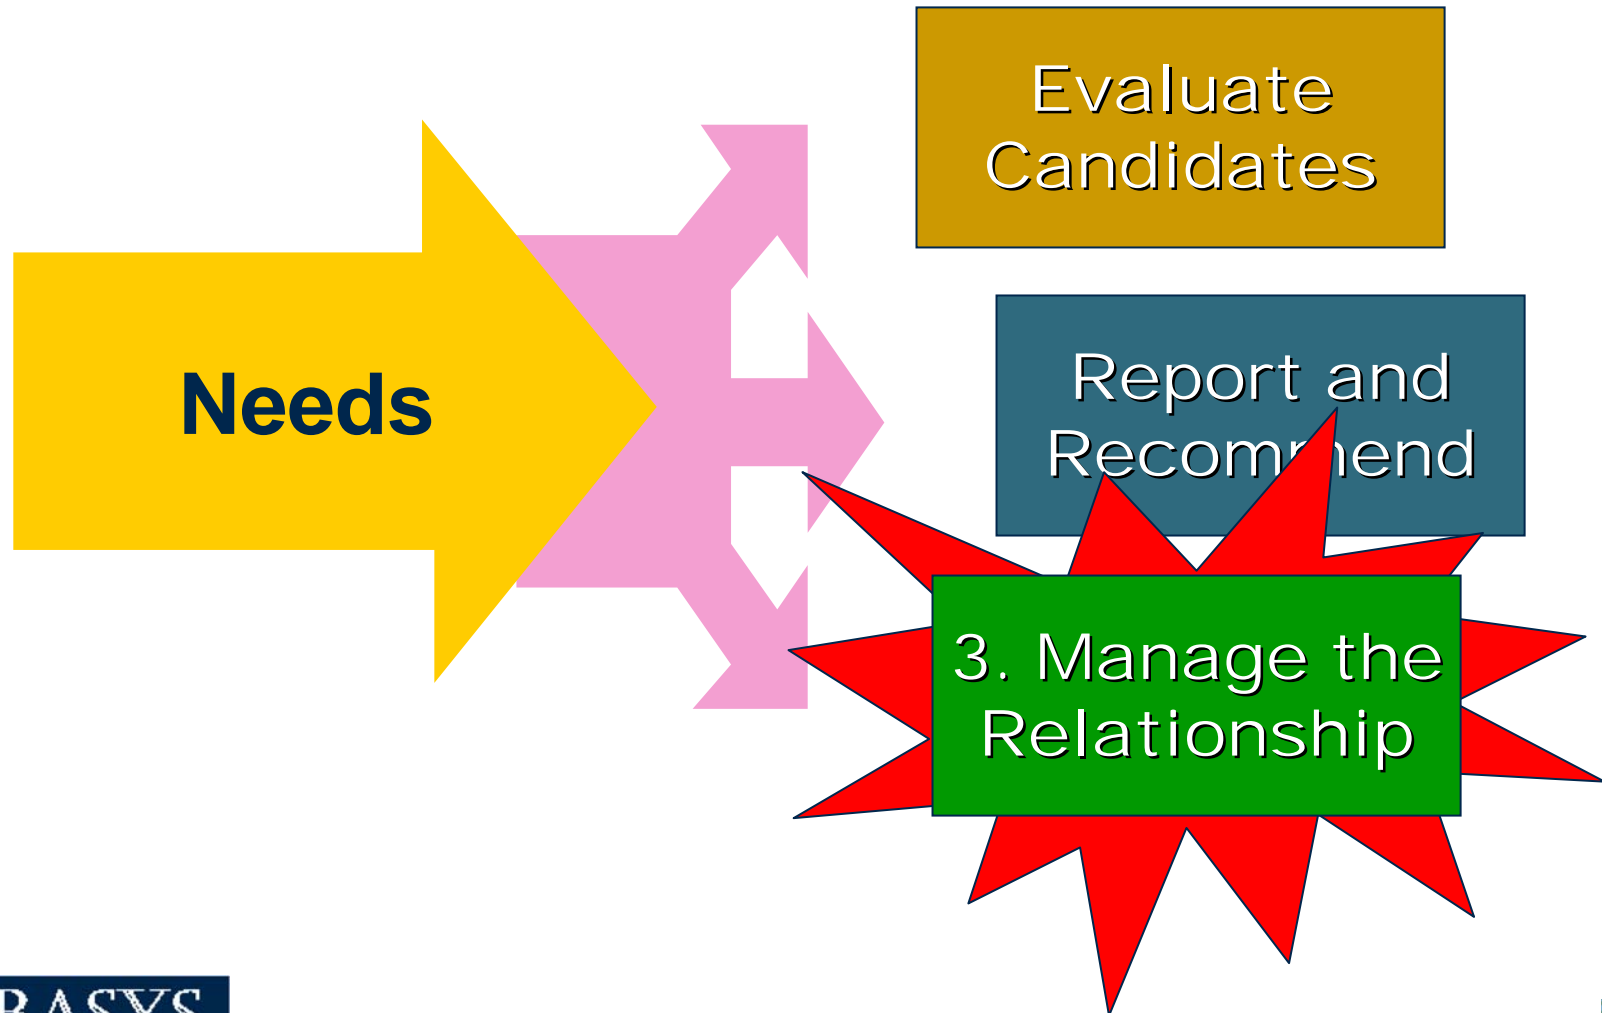 Evaluate
Candidates
Needs
Report and
Recommend
3. Manage the
Relationship